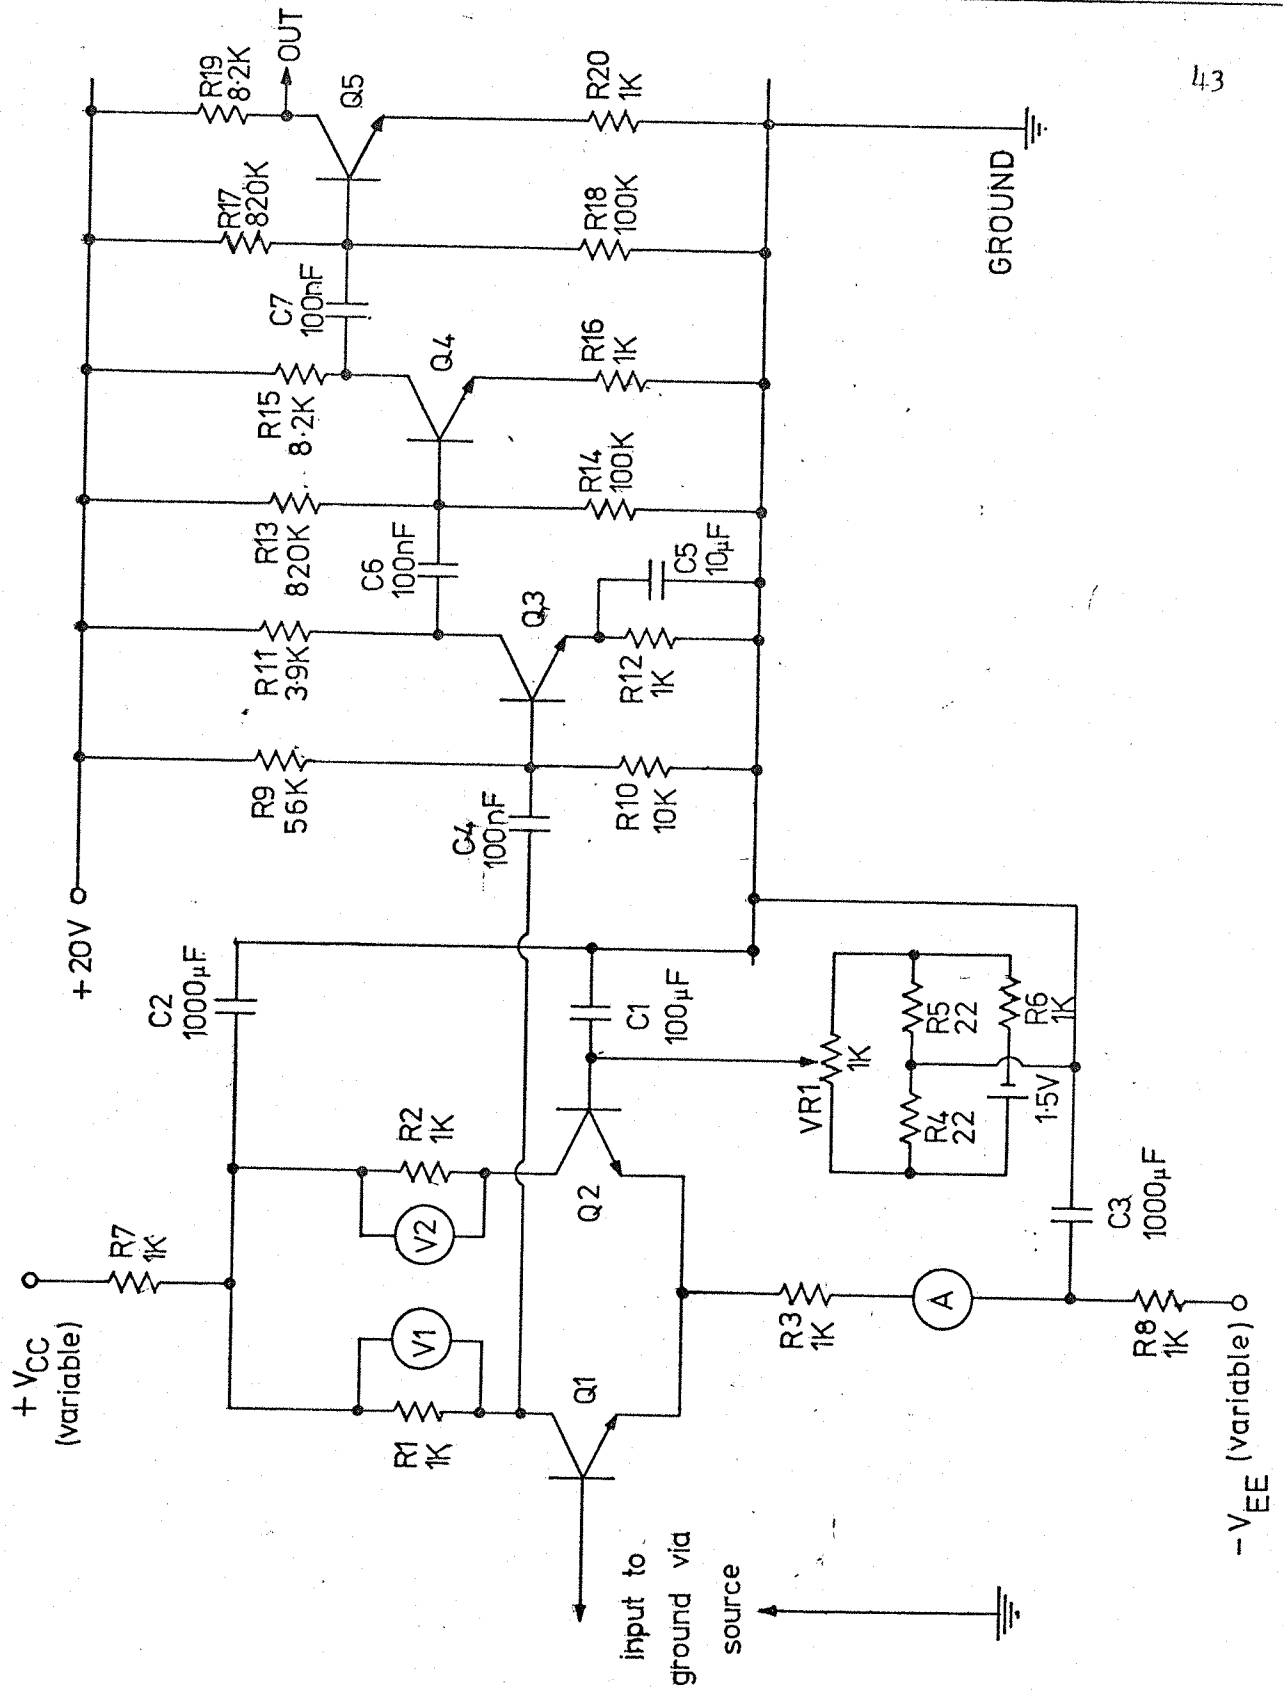 43
+ VCC
(variable)
R7
1K
C2
1000µF
+20V
R1
1K
V1
V2
R2
1K
Q1
Q2
C1
100µF
C4
100nF
R9
56K
R10
10K
R11
3·9K
Q3
R12
1K
C5
10µF
C6
100nF
R13
820K
R14
100K
R15
8·2K
Q4
R16
1K
C7
100nF
R17
820K
R18
100K
R19
8·2K
OUT
Q5
R20
1K
GROUND
input to
ground via
source
R3
1K
A
R8
1K
-VEE (variable)
C3
1000µF
VR1
1K
R4
22
R5
22
1·5V
R6
1K